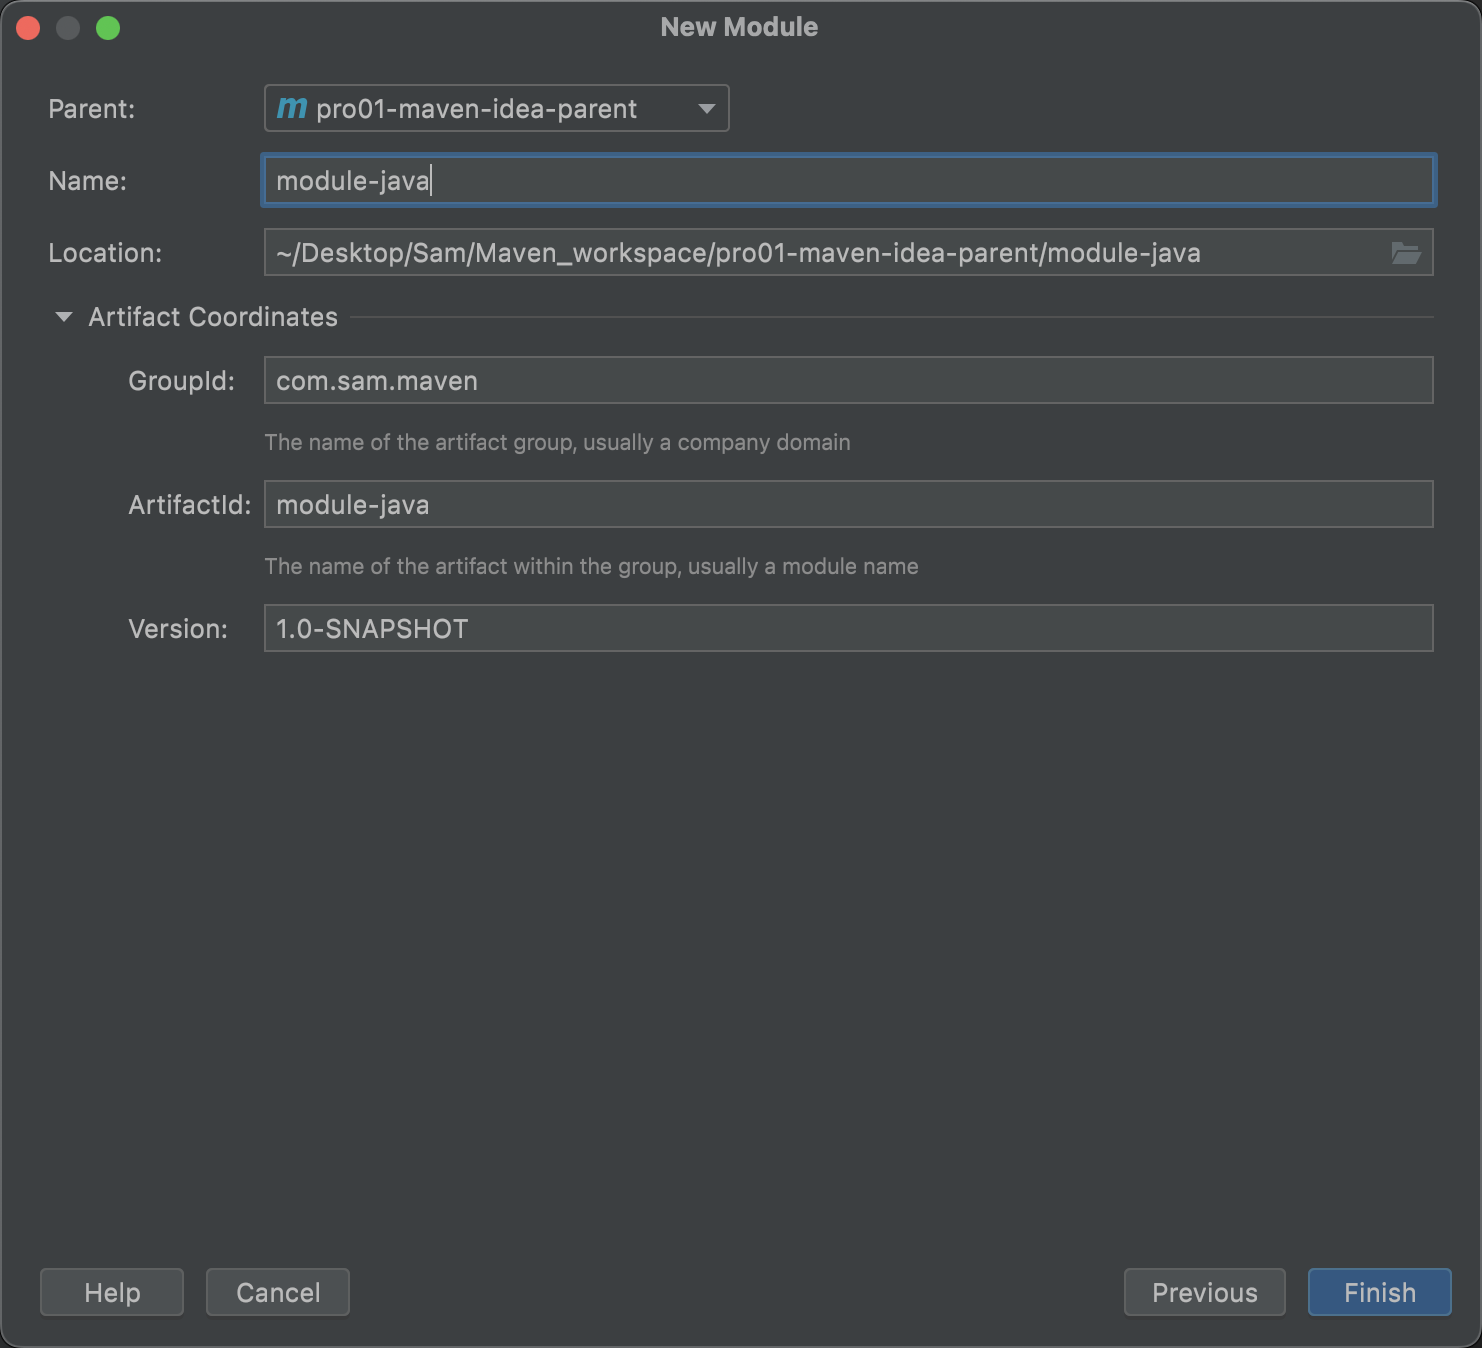 New Module
Parent: m pro01-maven-idea-parent
Name: module-java
Location: ~/Desktop/Sam/Maven_workspace/pro01-maven-idea-parent/module-java
Artifact Coordinates
GroupId: com.sam.maven
The name of the artifact group, usually a company domain
ArtifactId: module-java
The name of the artifact within the group, usually a module name
Version: 1.0-SNAPSHOT
Help Cancel Previous Finish